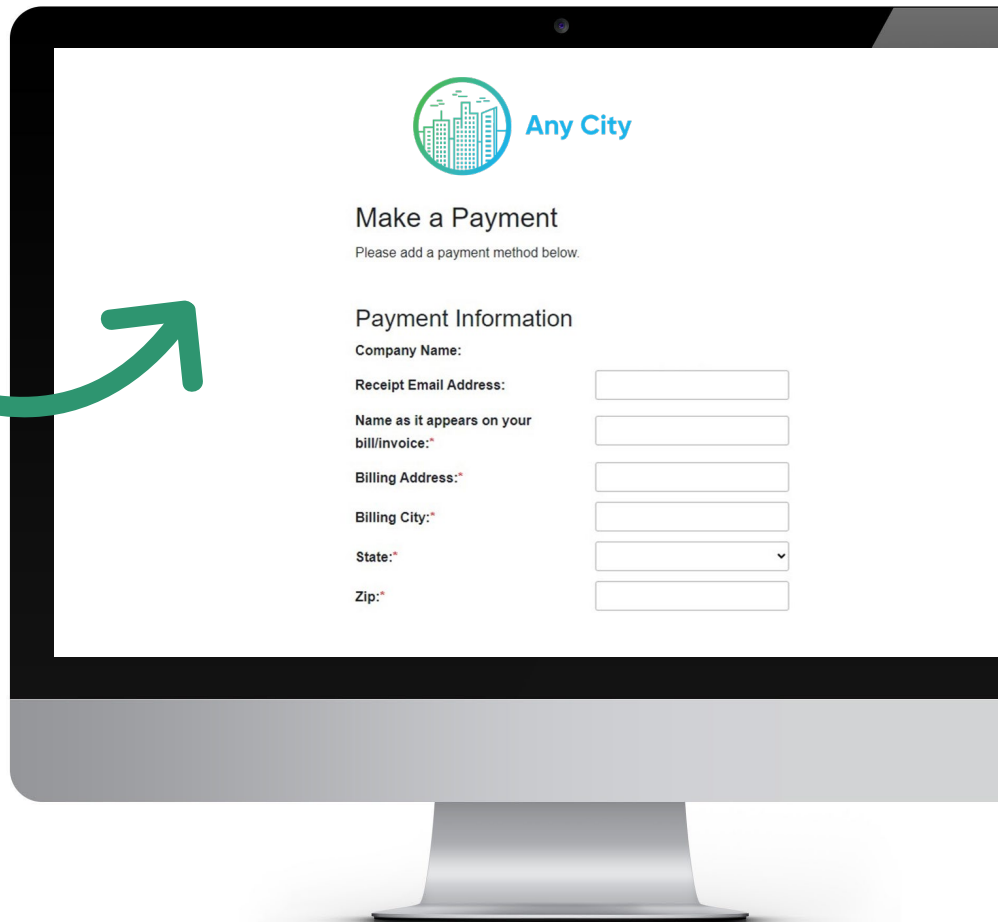 Any City
Make a Payment
Please add a payment method below.
Payment Information
Company Name:
Receipt Email Address:
Name as it appears on your
bill/invoice:*
Billing Address:*
Billing City:*
State:*
Zip:*